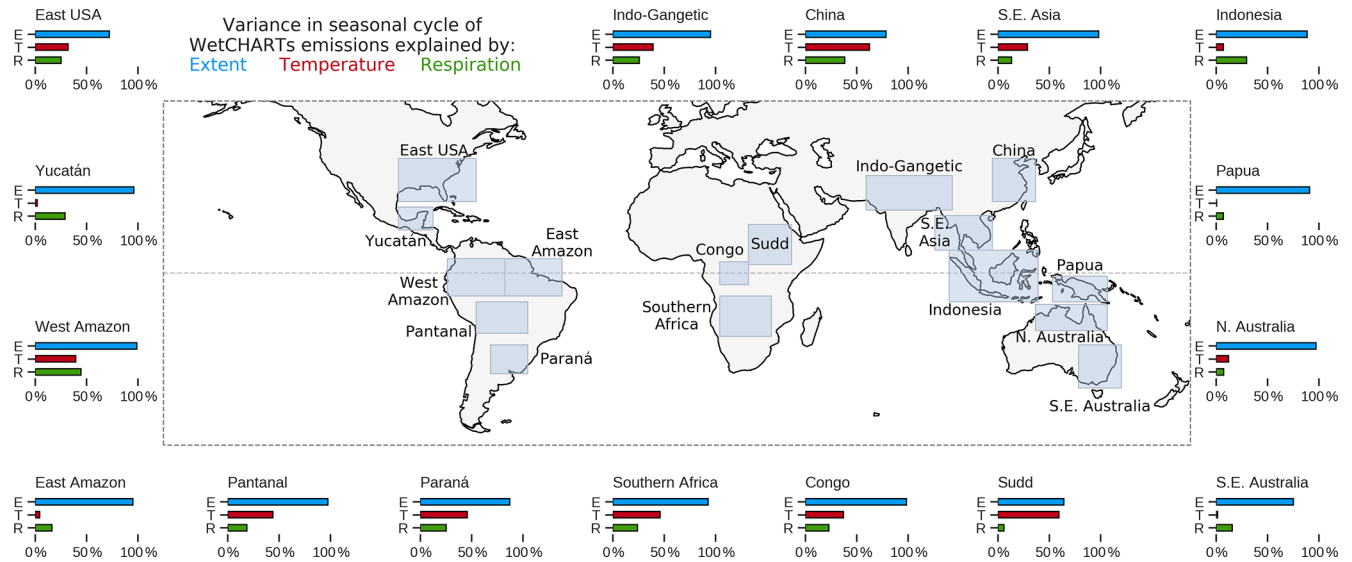 East USA
E
T
R
0% 50% 100%
Variance in seasonal cycle of
WetCHARTs emissions explained by:
Extent Temperature Respiration
Indo-Gangetic
0% 50% 100%
China
E
T
R
0% 50% 100%
S.E. Asia
E
T
R
0% 50% 100%
Indonesia
E
T
R
0% 50% 100%
Yucatán
E
T
R
0% 50% 100%
West Amazon
E
T
R
0% 50% 100%
East USA
Yucatán
East
Amazon
West
Amazon
Pantanal
Paraná
Congo
Sudd
Southern
Africa
Indo-Gangetic
China
S.E.
Asia
Papua
Indonesia
N. Australia
S.E. Australia
Papua
E
T
R
0% 50% 100%
N. Australia
E
T
R
0% 50% 100%
East Amazon
E
T
R
0% 50% 100%
Pantanal
E
T
R
0% 50% 100%
Paraná
E
T
R
0% 50% 100%
Southern Africa
E
T
R
0% 50% 100%
Congo
E
T
R
0% 50% 100%
Sudd
E
T
R
0% 50% 100%
S.E. Australia
E
T
R
0% 50% 100%